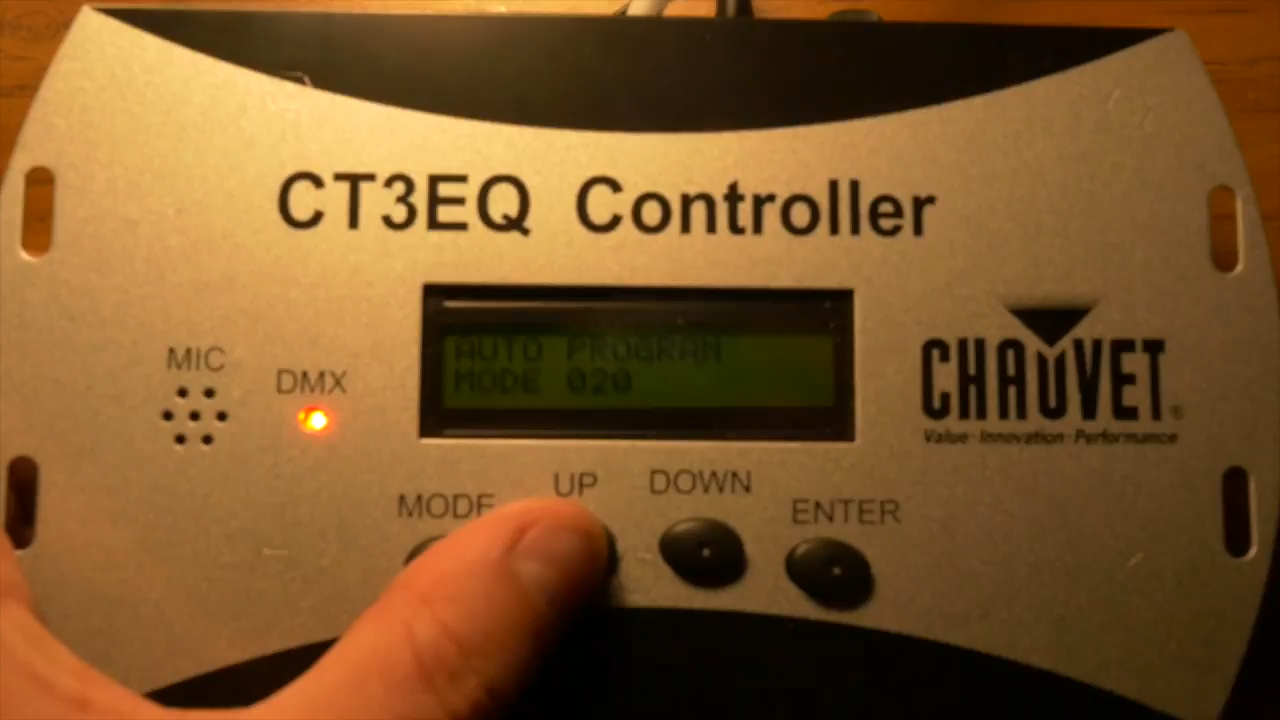 CT3EQ Controller
AUTO PROGRAM
MODE 020
MIC
DMX
CHAUVET®
Value·Innovation·Performance
MODE
UP
DOWN
ENTER